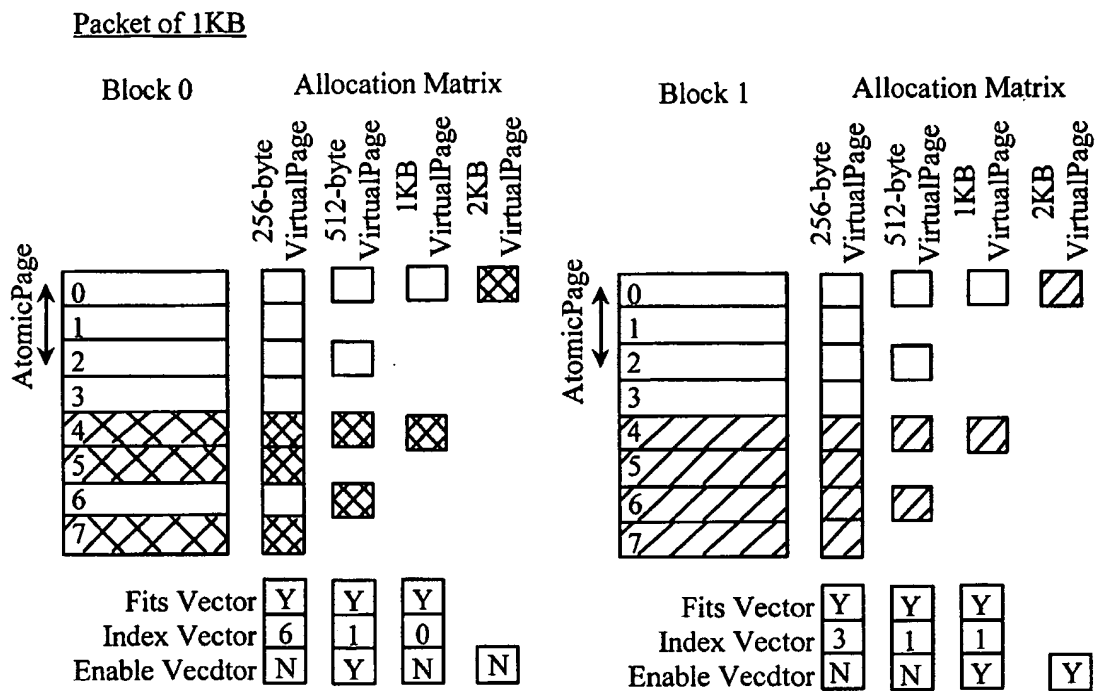 Packet of 1KB
Block 0
Allocation Matrix
256-byte
VirtualPage
512-byte
VirtualPage
1KB
VirtualPage
2KB
VirtualPage
AtomicPage
0
1
2
3
4
5
6
7
Fits Vector Y Y Y
Index Vector 6 1 0
Enable Vecdtor N Y N N
Block 1
Allocation Matrix
256-byte
VirtualPage
512-byte
VirtualPage
1KB
VirtualPage
2KB
VirtualPage
AtomicPage
0
1
2
3
4
5
6
7
Fits Vector Y Y Y
Index Vector 3 1 1
Enable Vecdtor N N Y Y